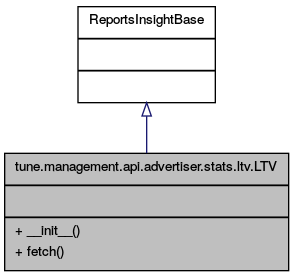 ReportsInsightBase
tune.management.api.advertiser.stats.ltv.LTV
+ __init__()
+ fetch()